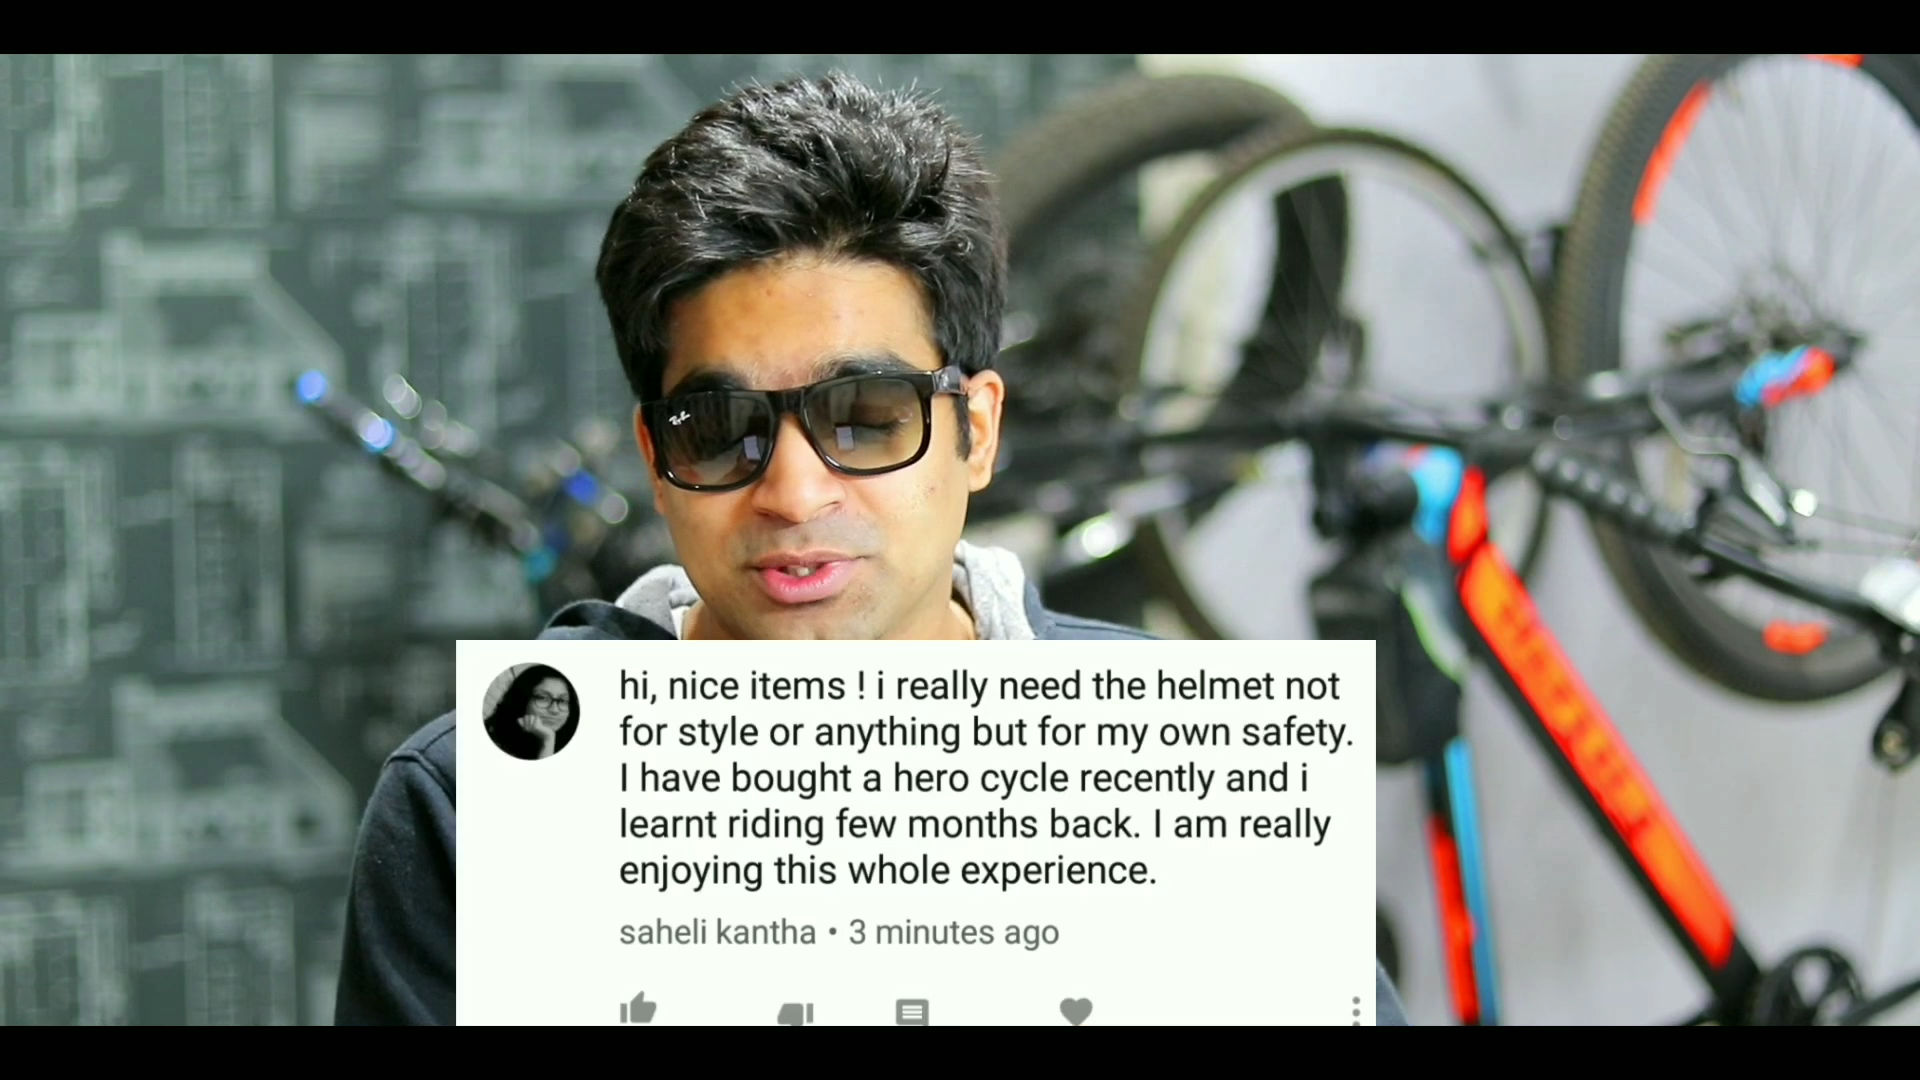 Ray-Ban
hi, nice items ! i really need the helmet not
for style or anything but for my own safety.
I have bought a hero cycle recently and i
learnt riding few months back. I am really
enjoying this whole experience.
saheli kantha • 3 minutes ago